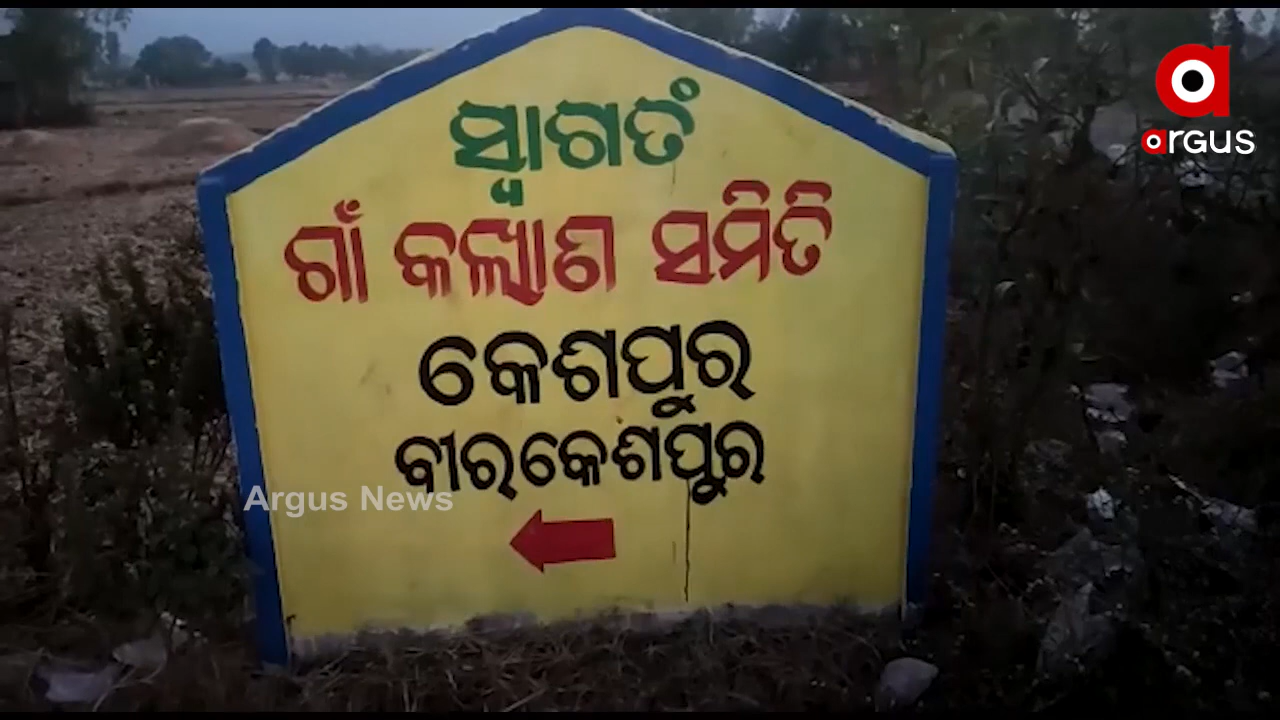 ସ୍ୱାଗତଂ
ଗାଁ କଲ୍ୟାଣ ସମିତି
କେଶପୁର
ବୀରକେଶପୁର
Argus News
a
argus